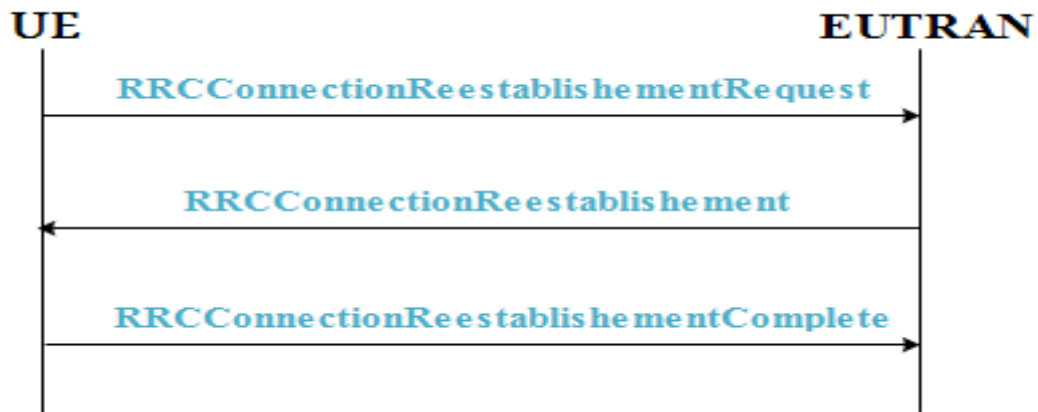 UE EUTRAN
RRCConnectionReestablishementRequest
RRCConnectionReestablishement
RRCConnectionReestablishementComplete